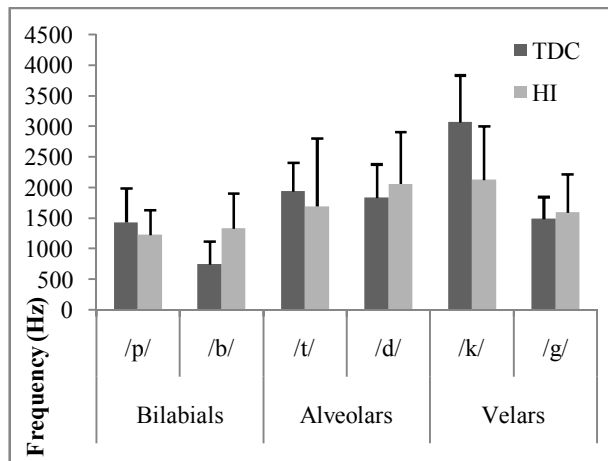 4500
4000
3500
3000
2500
2000
1500
1000
500
0
TDC
HI
Frequency (Hz)
/p/ /b/ /t/ /d/ /k/ /g/
Bilabials Alveolars Velars